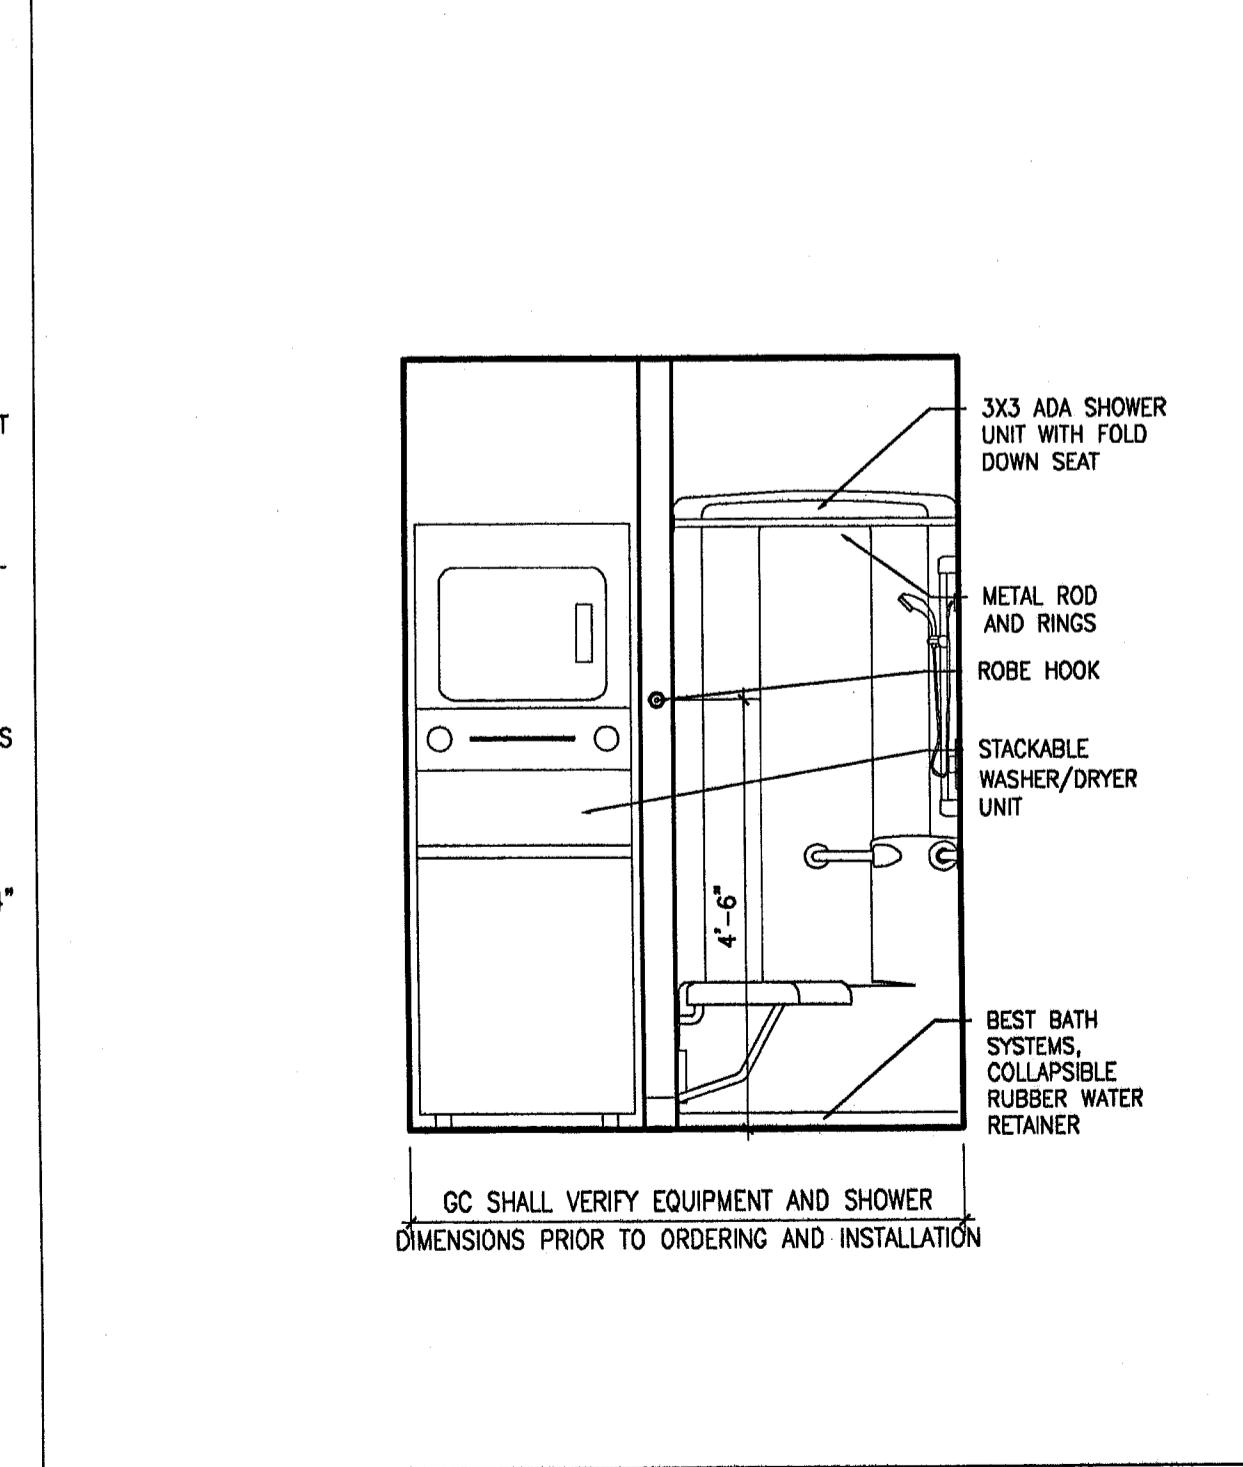 T
S
4"
3X3 ADA SHOWER
UNIT WITH FOLD
DOWN SEAT
METAL ROD
AND RINGS
ROBE HOOK
STACKABLE
WASHER/DRYER
UNIT
4'-6"
BEST BATH
SYSTEMS,
COLLAPSIBLE
RUBBER WATER
RETAINER
GC SHALL VERIFY EQUIPMENT AND SHOWER
DIMENSIONS PRIOR TO ORDERING AND INSTALLATION